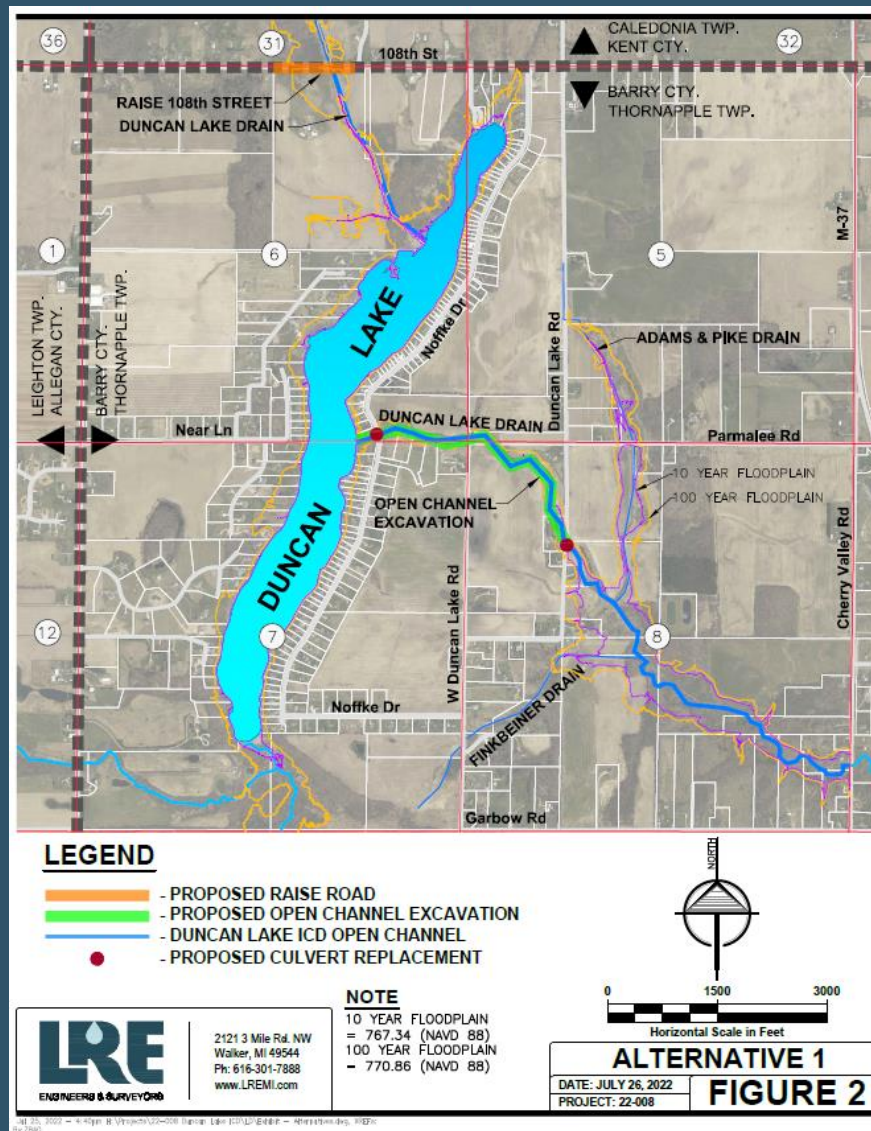 36
31
32
108th St
CALEDONIA TWP.
KENT CTY.
BARRY CTY.
THORNAPPLE TWP.
RAISE 108th STREET
DUNCAN LAKE DRAIN
M-37
1
6
5
LEIGHTON TWP.
ALLEGAN CTY.
BARRY CTY.
THORNAPPLE TWP.
DUNCAN LAKE
Noffke Dr
Duncan Lake Rd
ADAMS & PIKE DRAIN
Near Ln
DUNCAN LAKE DRAIN
Parmalee Rd
OPEN CHANNEL
EXCAVATION
10 YEAR FLOODPLAIN
100 YEAR FLOODPLAIN
W Duncan Lake Rd
Cherry Valley Rd
12
7
8
Noffke Dr
FINKBEINER DRAIN
Garbow Rd
LEGEND
- PROPOSED RAISE ROAD
- PROPOSED OPEN CHANNEL EXCAVATION
- DUNCAN LAKE ICD OPEN CHANNEL
- PROPOSED CULVERT REPLACEMENT
NORTH
0 1500 3000
Horizontal Scale in Feet
NOTE
10 YEAR FLOODPLAIN
= 767.34 (NAVD 88)
100 YEAR FLOODPLAIN
= 770.86 (NAVD 88)
LRE
ENGINEERS & SURVEYORS
2121 3 Mile Rd. NW
Walker, MI 49544
Ph: 616-301-7888
www.LREMI.com
ALTERNATIVE 1
DATE: JULY 26, 2022
PROJECT: 22-008
FIGURE 2